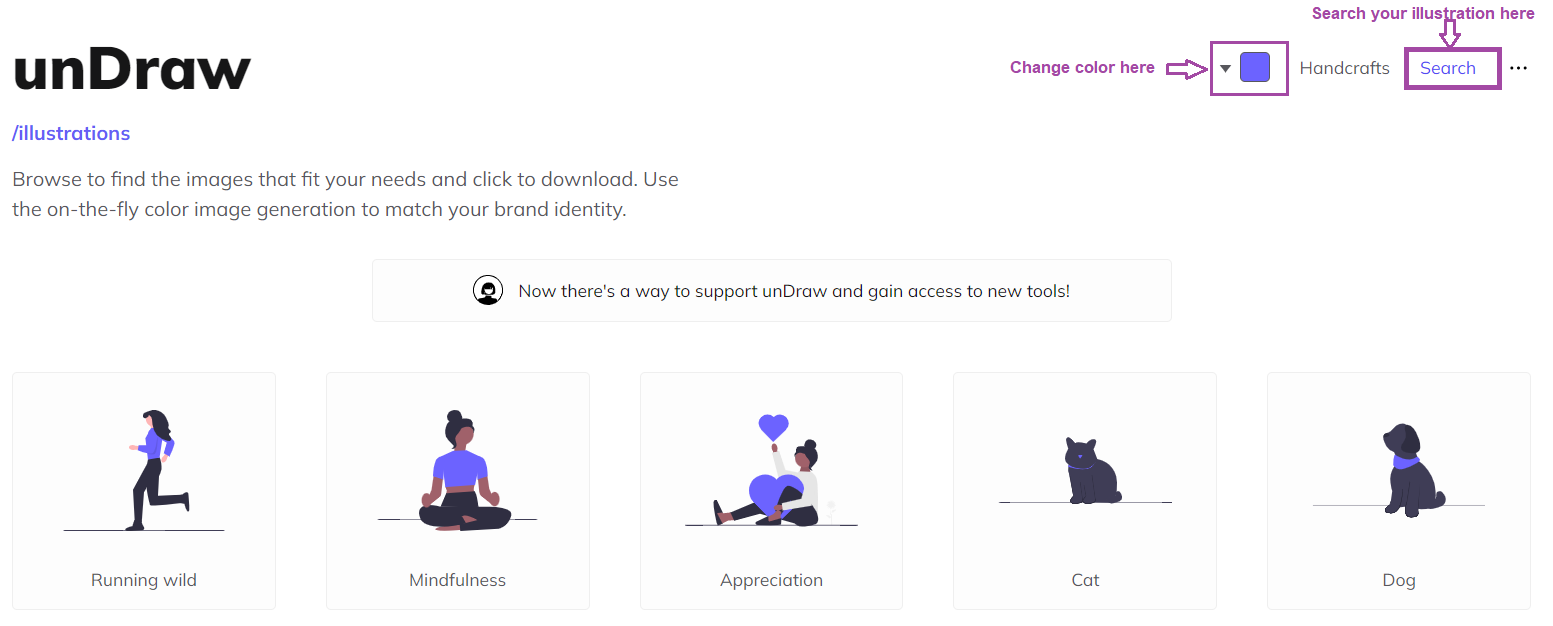 Search your illustration here
unDraw
Change color here
Handcrafts
Search
/illustrations
Browse to find the images that fit your needs and click to download. Use
the on-the-fly color image generation to match your brand identity.
Now there's a way to support unDraw and gain access to new tools!
Running wild
Mindfulness
Appreciation
Cat
Dog